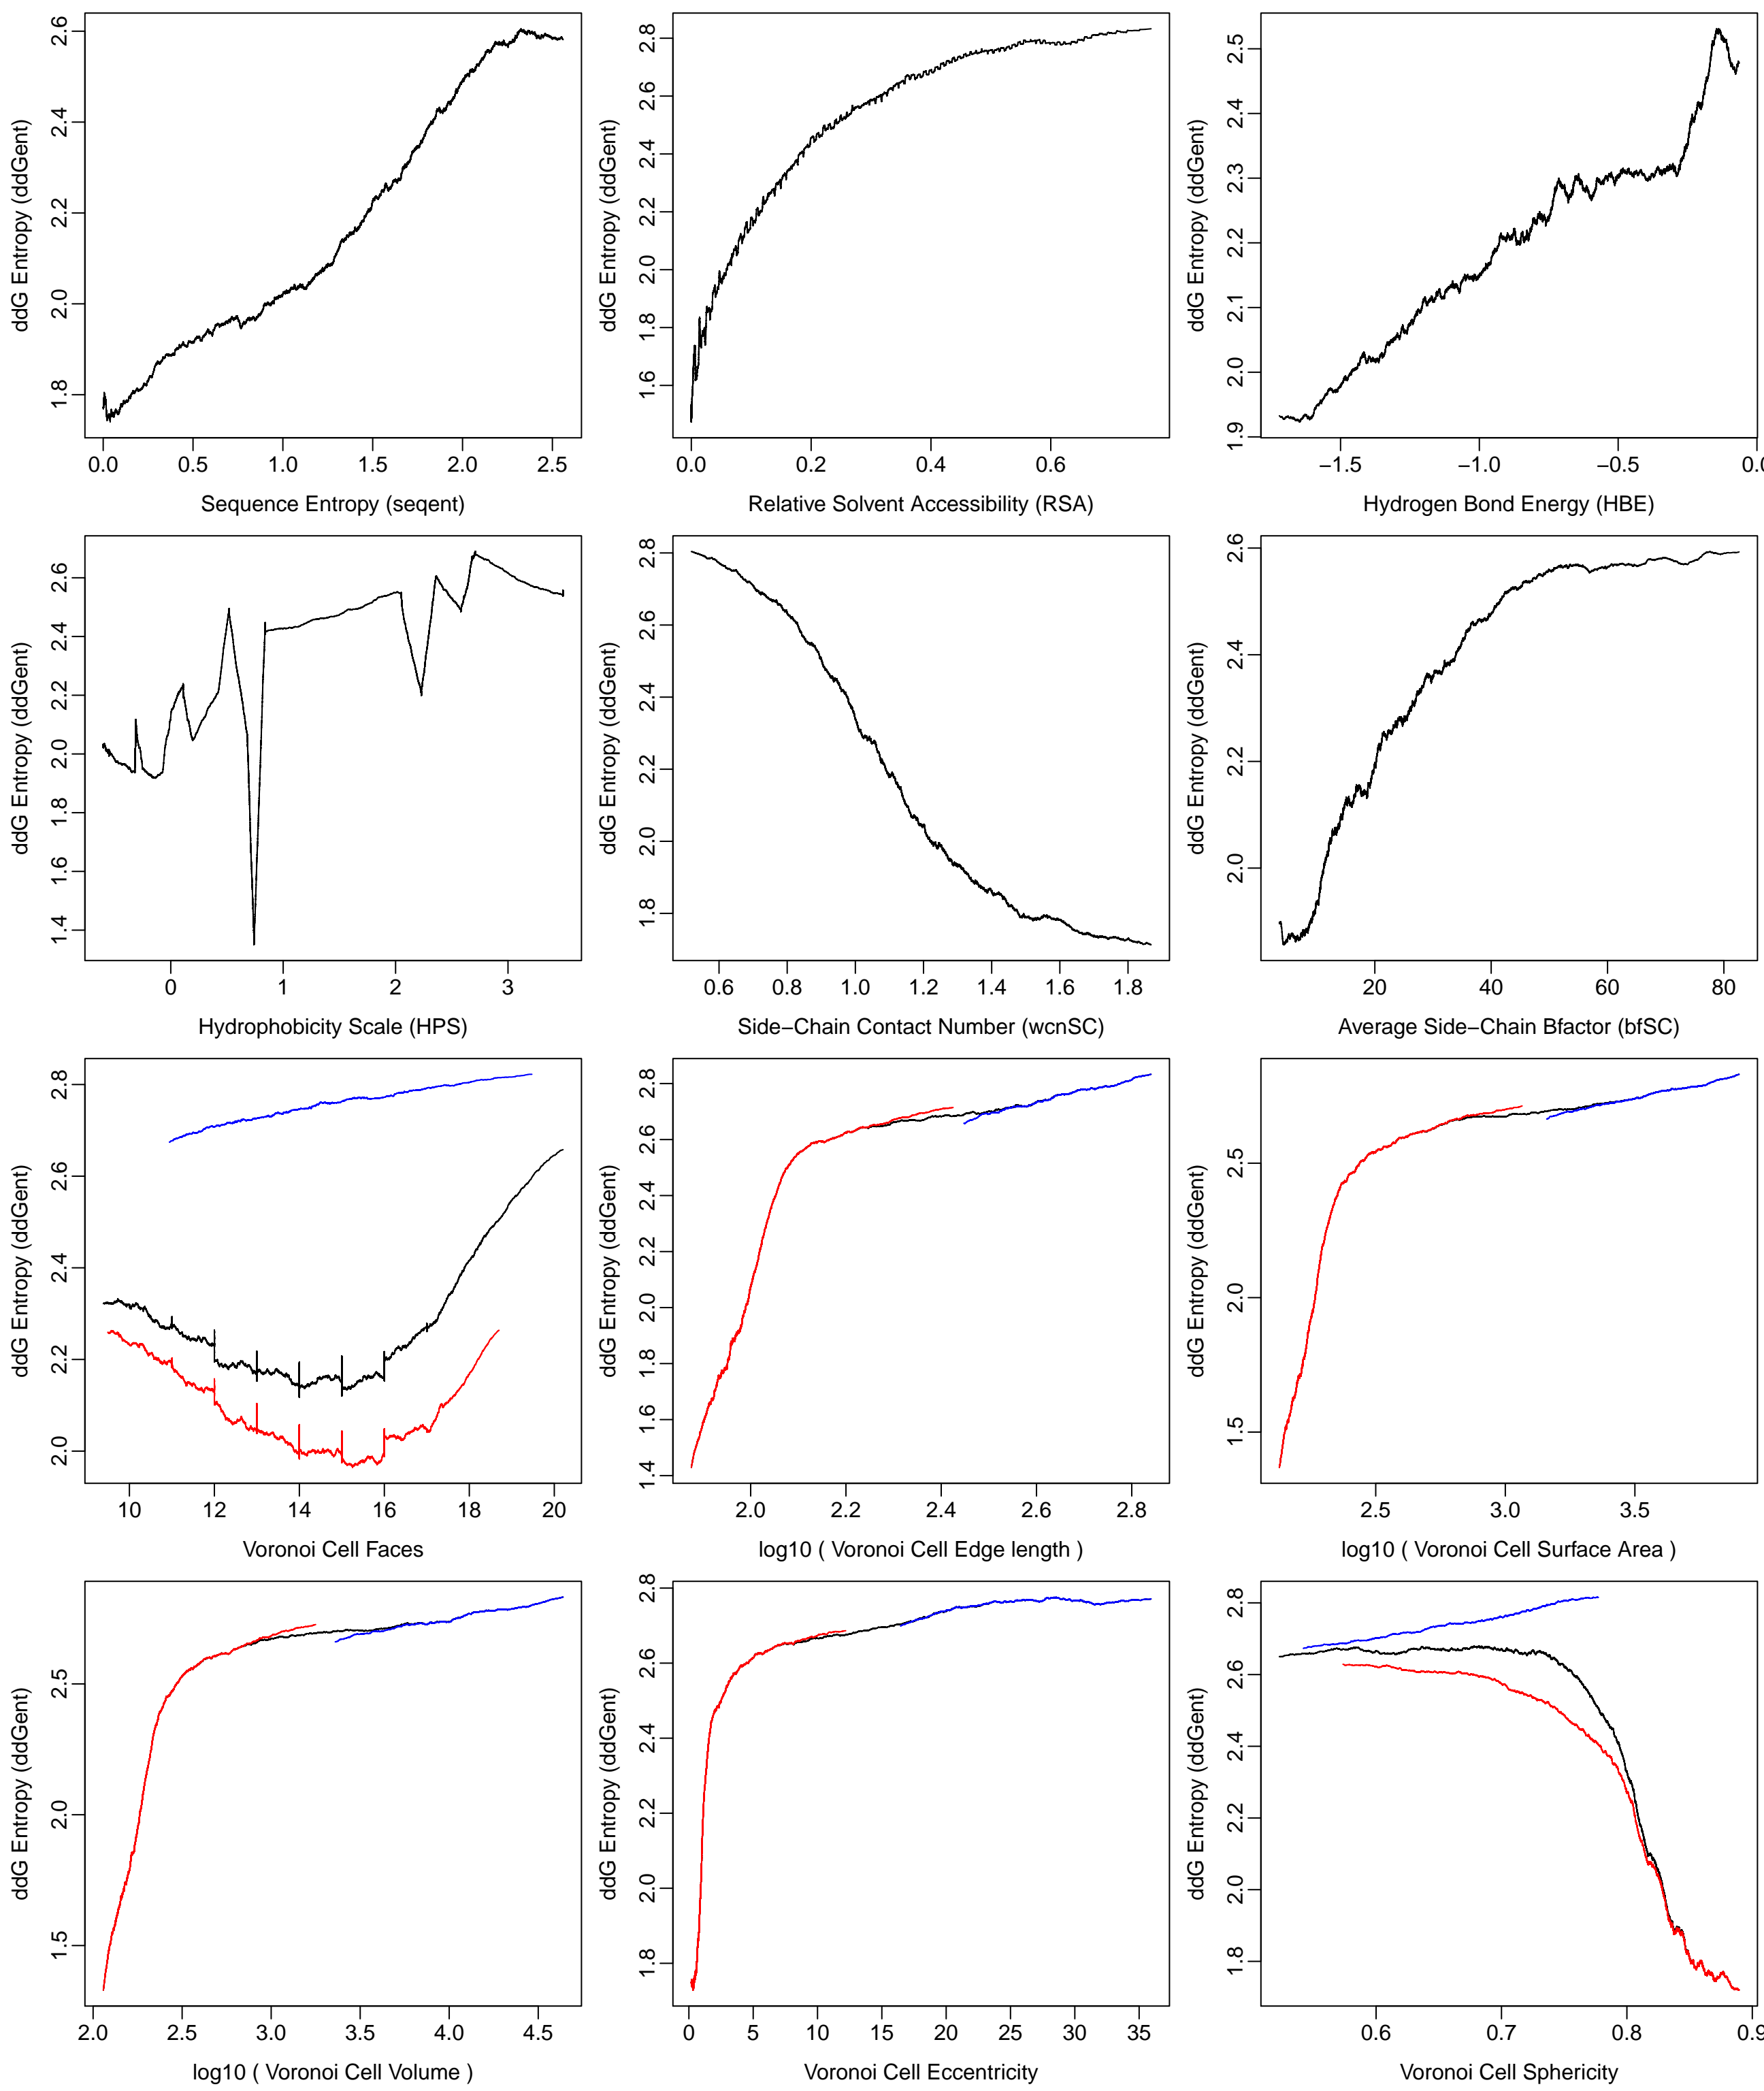 ddG Entropy (ddGent)
1.8 2.0 2.2 2.4 2.6
0.0 0.5 1.0 1.5 2.0 2.5
Sequence Entropy (seqent)
ddG Entropy (ddGent)
1.6 1.8 2.0 2.2 2.4 2.6 2.8
0.0 0.2 0.4 0.6
Relative Solvent Accessibility (RSA)
ddG Entropy (ddGent)
1.9 2.0 2.1 2.2 2.3 2.4 2.5
−1.5 −1.0 −0.5 0.0
Hydrogen Bond Energy (HBE)
ddG Entropy (ddGent)
1.4 1.6 1.8 2.0 2.2 2.4 2.6
0 1 2 3
Hydrophobicity Scale (HPS)
ddG Entropy (ddGent)
1.8 2.0 2.2 2.4 2.6 2.8
0.6 0.8 1.0 1.2 1.4 1.6 1.8
Side−Chain Contact Number (wcnSC)
ddG Entropy (ddGent)
2.0 2.2 2.4 2.6
20 40 60 80
Average Side−Chain Bfactor (bfSC)
ddG Entropy (ddGent)
2.0 2.2 2.4 2.6 2.8
10 12 14 16 18 20
Voronoi Cell Faces
ddG Entropy (ddGent)
1.4 1.6 1.8 2.0 2.2 2.4 2.6 2.8
2.0 2.2 2.4 2.6 2.8
log10 ( Voronoi Cell Edge length )
ddG Entropy (ddGent)
1.5 2.0 2.5
2.5 3.0 3.5
log10 ( Voronoi Cell Surface Area )
ddG Entropy (ddGent)
1.5 2.0 2.5
2.0 2.5 3.0 3.5 4.0 4.5
log10 ( Voronoi Cell Volume )
ddG Entropy (ddGent)
1.8 2.0 2.2 2.4 2.6 2.8
0 5 10 15 20 25 30 35
Voronoi Cell Eccentricity
ddG Entropy (ddGent)
1.8 2.0 2.2 2.4 2.6 2.8
0.6 0.7 0.8 0.9
Voronoi Cell Sphericity